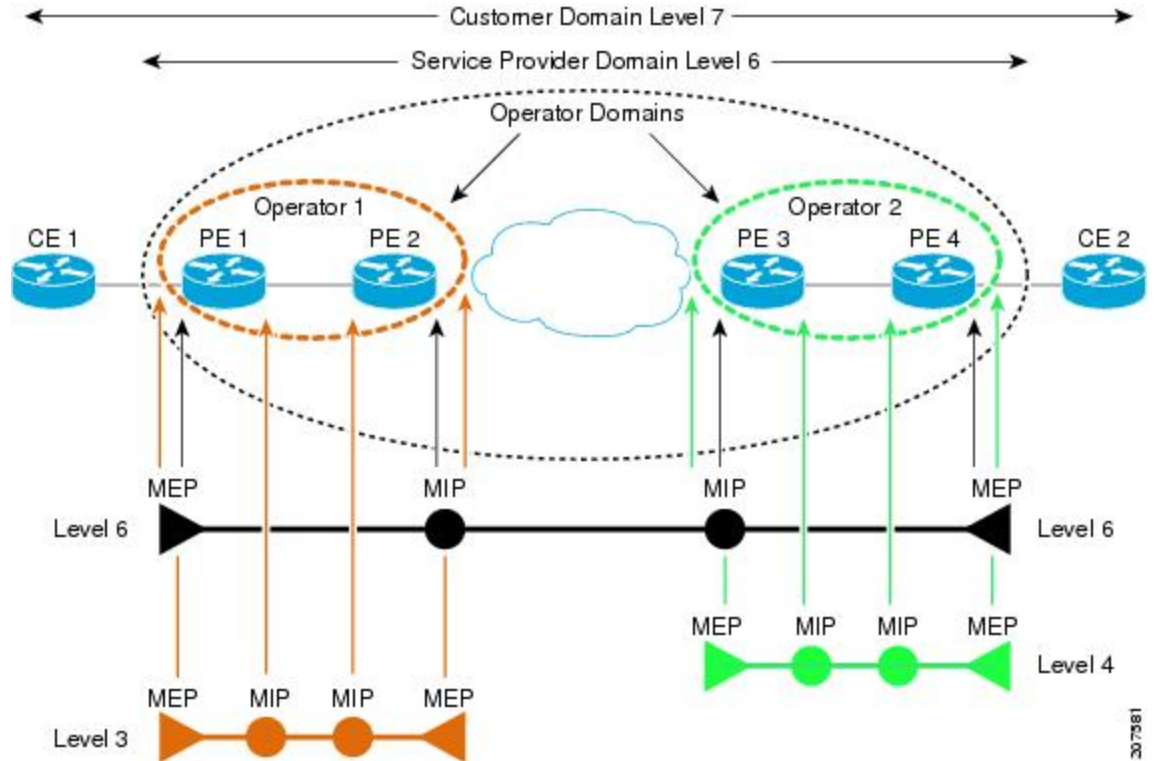 Customer Domain Level 7
Service Provider Domain Level 6
Operator Domains
Operator 1
Operator 2
CE 1
PE 1
PE 2
PE 3
PE 4
CE 2
MEP
MIP
MIP
MEP
Level 6
Level 6
MEP
MIP
MIP
MEP
Level 4
MEP
MIP
MIP
MEP
Level 3
207581